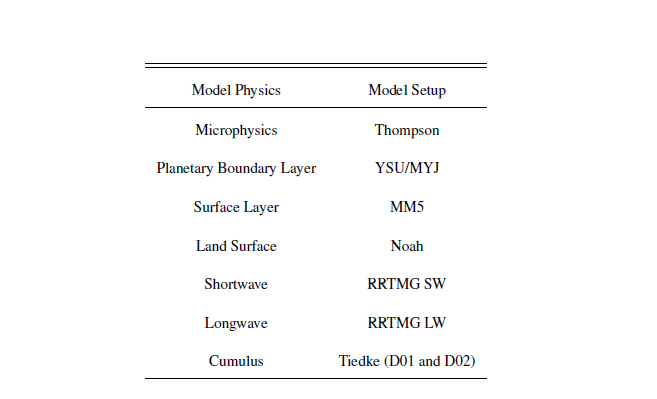 Model Physics Model Setup
Microphysics Thompson
Planetary Boundary Layer YSU/MYJ
Surface Layer MM5
Land Surface Noah
Shortwave RRTMG SW
Longwave RRTMG LW
Cumulus Tiedke (D01 and D02)